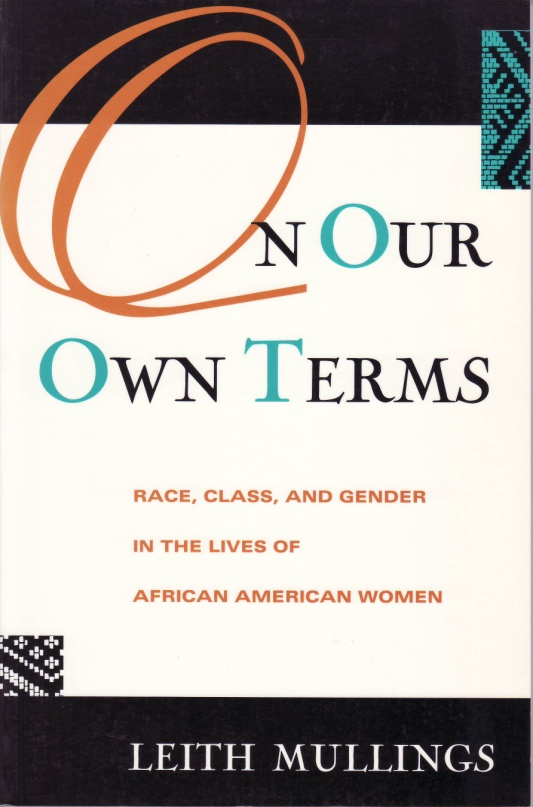 On Our
Own Terms
RACE, CLASS, AND GENDER
IN THE LIVES OF
AFRICAN AMERICAN WOMEN
LEITH MULLINGS